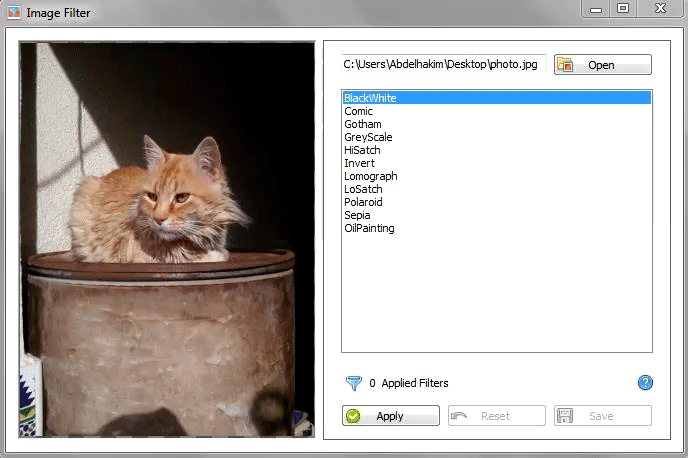 Image Filter
C:\Users\Abdelhakim\Desktop\photo.jpg
Open
BlackWhite
Comic
Gotham
GreyScale
HiSatch
Invert
Lomograph
LoSatch
Polaroid
Sepia
OilPainting
0 Applied Filters
?
Apply
Reset
Save